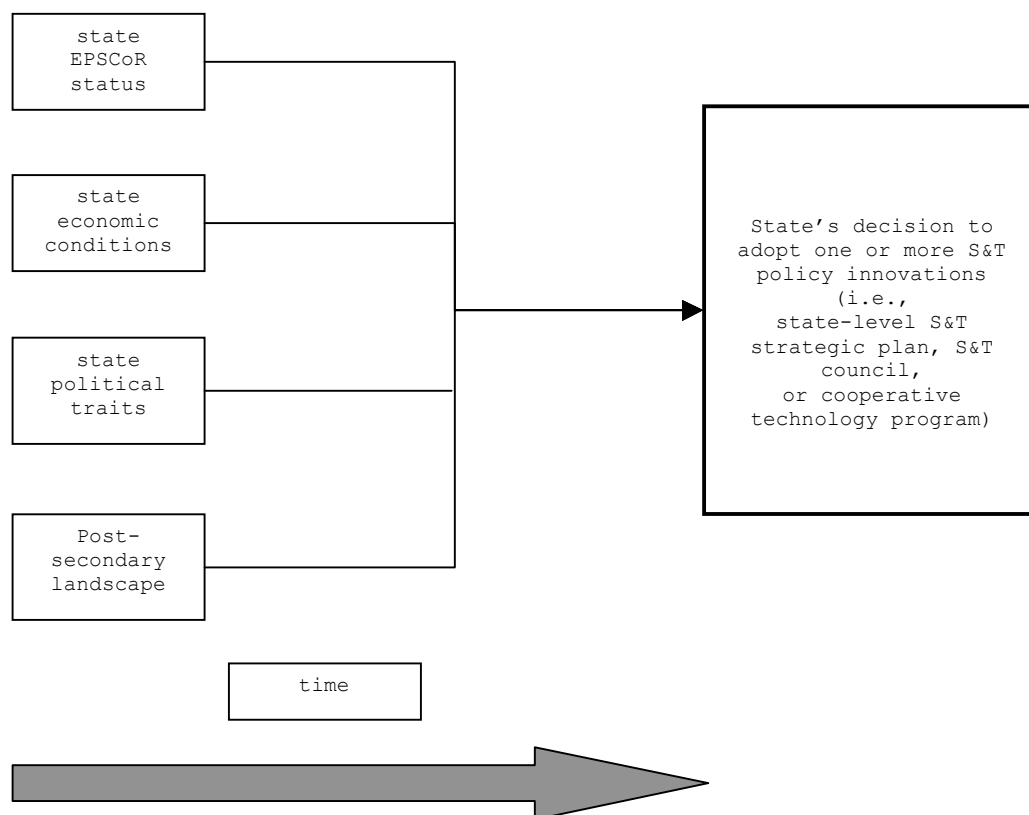 state
EPSCoR
status
state
economic
conditions
state
political
traits
Post-
secondary
landscape
State’s decision to
adopt one or more S&T
policy innovations
(i.e.,
state-level S&T
strategic plan, S&T
council,
or cooperative
technology program)
time